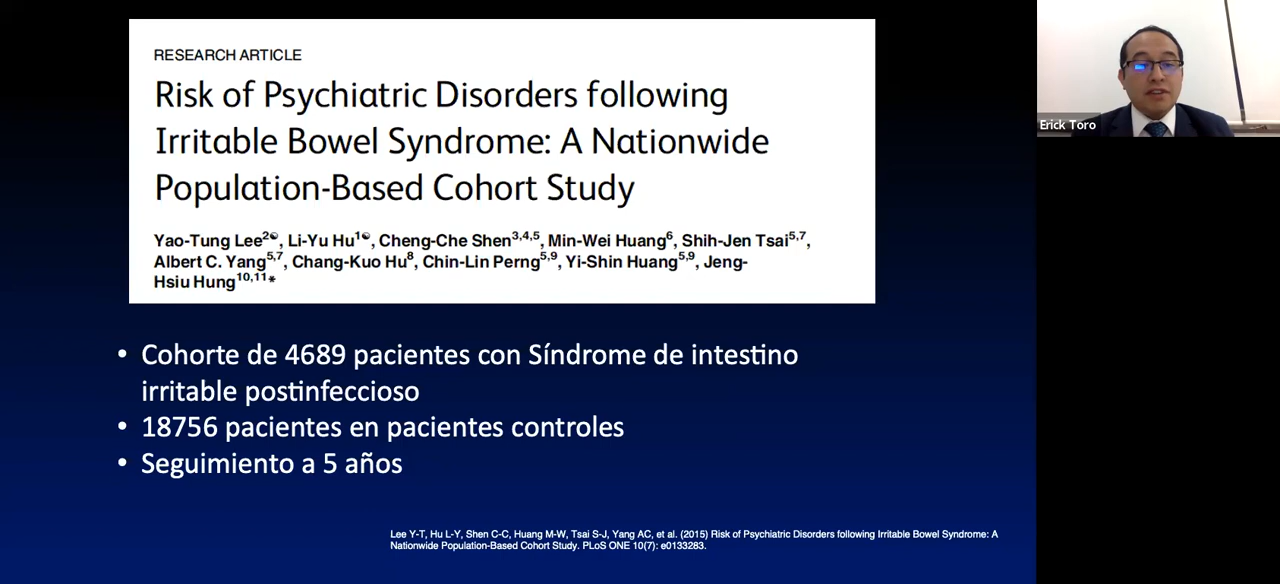 RESEARCH ARTICLE
Risk of Psychiatric Disorders following
Irritable Bowel Syndrome: A Nationwide
Population-Based Cohort Study
Yao-Tung Lee2☯, Li-Yu Hu1☯, Cheng-Che Shen3,4,5, Min-Wei Huang6, Shih-Jen Tsai5,7,
Albert C. Yang5,7, Chang-Kuo Hu8, Chin-Lin Perng5,9, Yi-Shin Huang5,9, Jeng-
Hsiu Hung10,11*
• Cohorte de 4689 pacientes con Síndrome de intestino
irritable postinfeccioso
• 18756 pacientes en pacientes controles
• Seguimiento a 5 años
Lee Y-T, Hu L-Y, Shen C-C, Huang M-W, Tsai S-J, Yang AC, et al. (2015) Risk of Psychiatric Disorders following Irritable Bowel Syndrome: A
Nationwide Population-Based Cohort Study. PLoS ONE 10(7): e0133283.
Erick Toro